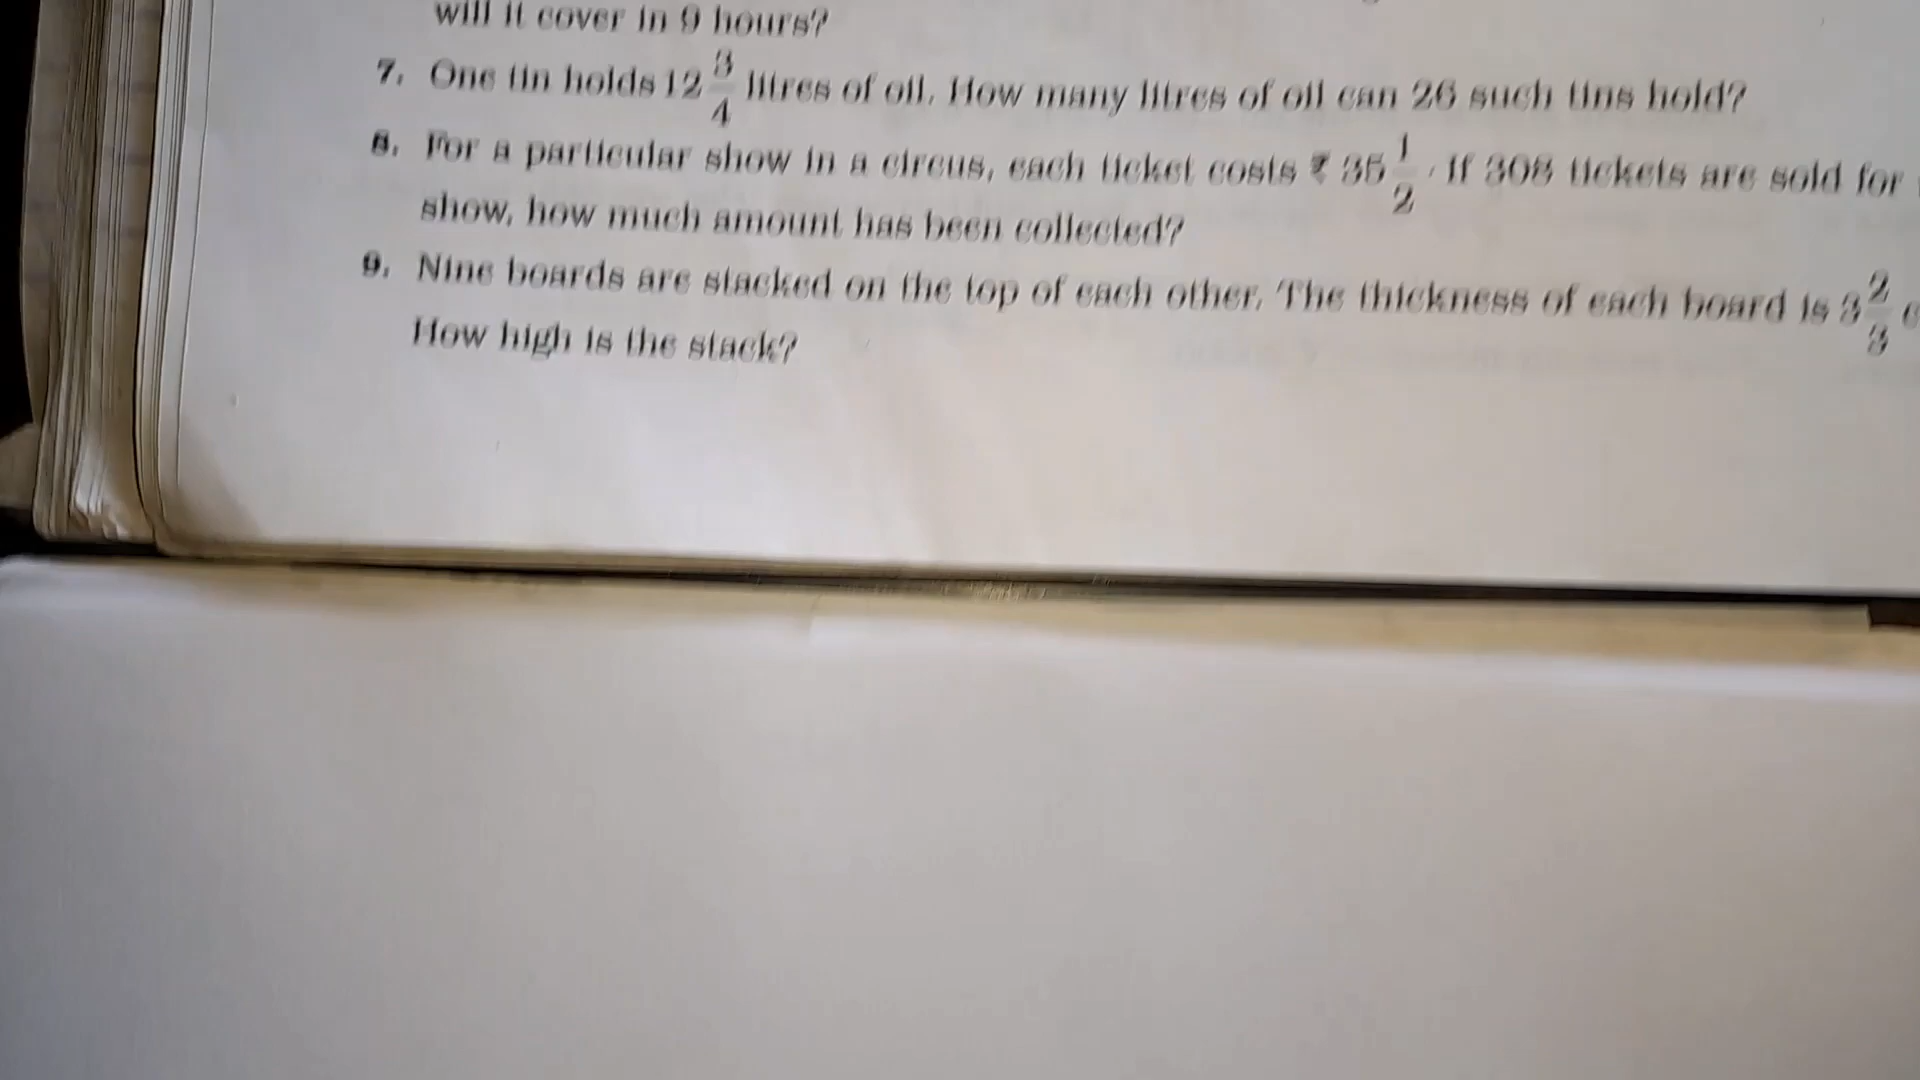 will it cover in 9 hours?
7. One tin holds 12 3/4 litres of oil. How many litres of oil can 26 such tins hold?
8. For a particular show in a circus, each ticket costs ₹ 35 1/2. If 308 tickets are sold for
show, how much amount has been collected?
9. Nine boards are stacked on the top of each other. The thickness of each board is 3 2/3 c
How high is the stack?